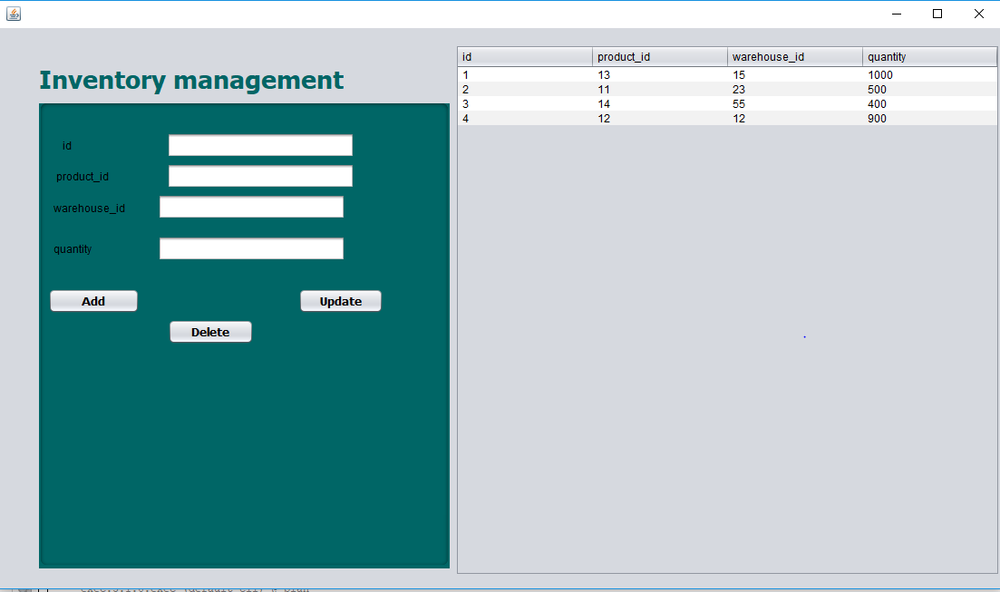 Inventory management
id
product_id
warehouse_id
quantity
Add
Update
Delete
id product_id warehouse_id quantity
1 13 15 1000
2 11 23 500
3 14 55 400
4 12 12 900